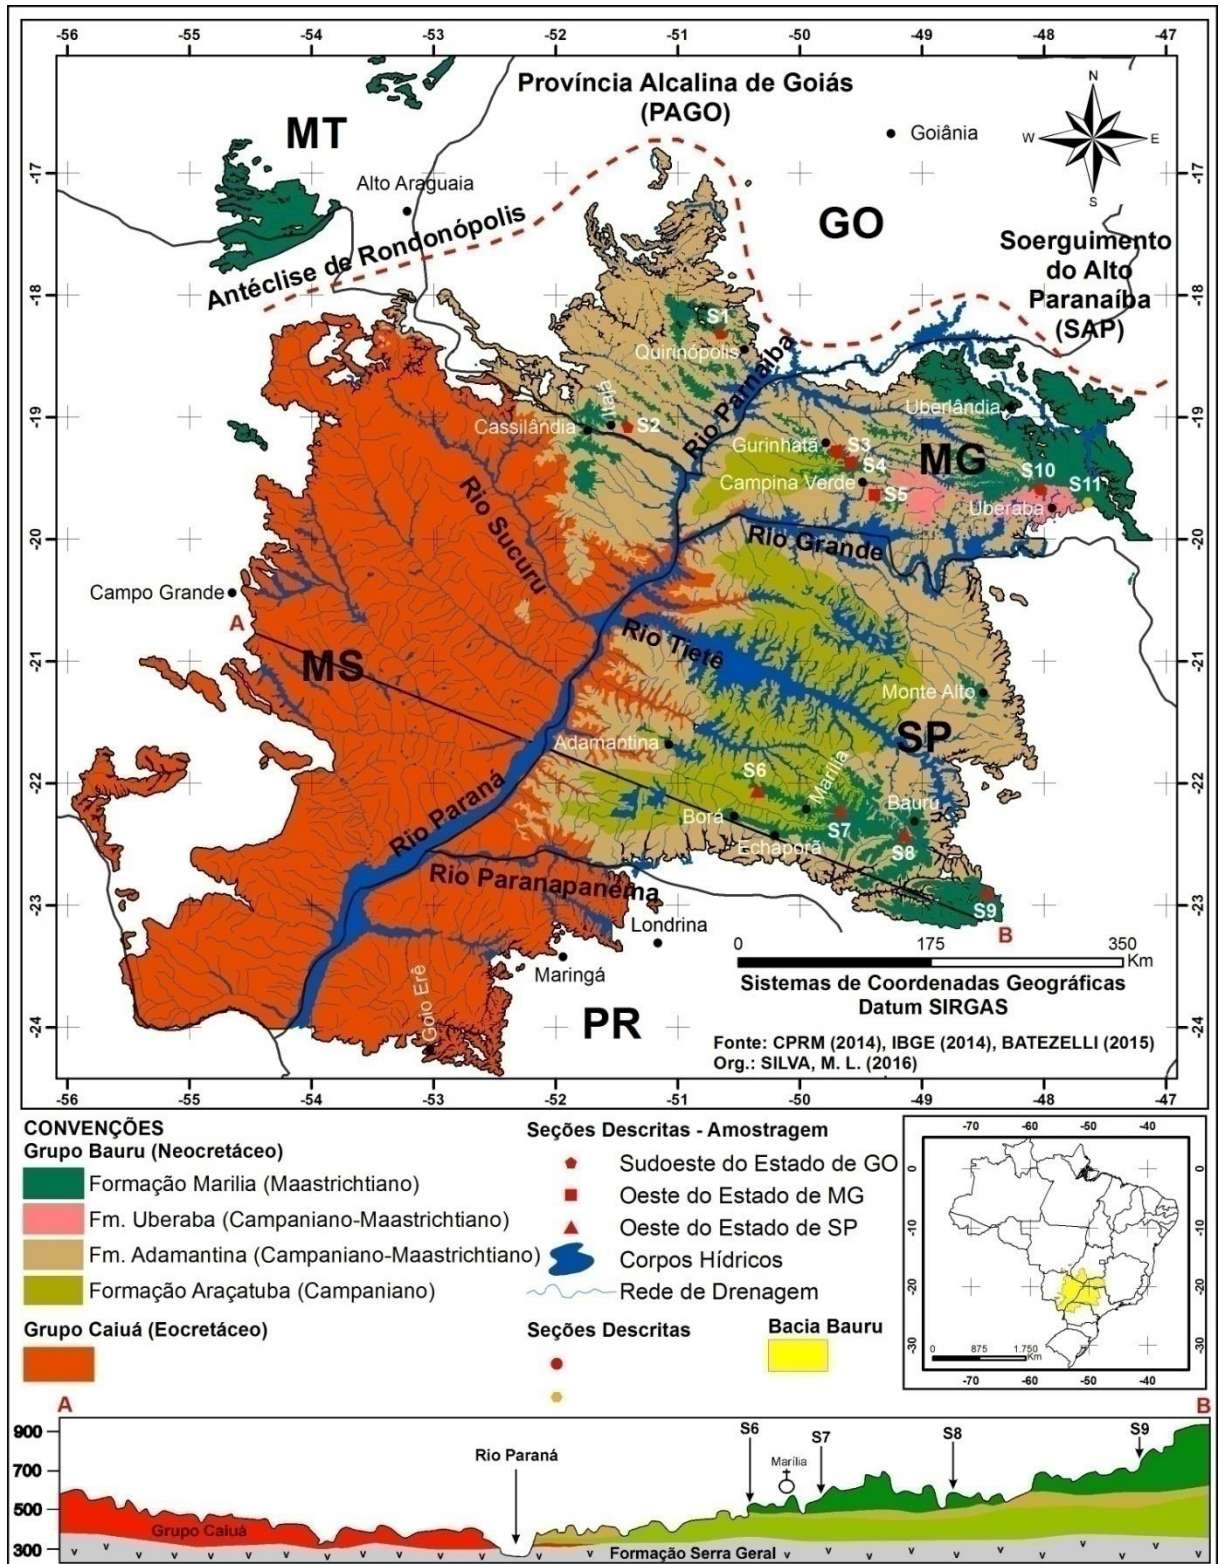 -56 -55 -54 -53 -52 -51 -50 -49 -48 -47
Província Alcalina de Goiás
(PAGO)
N
W E
S
MT
Goiânia
-17 -17
Alto Araguaia
GO
Antéclise de Rondonópolis
Soerguimento
do Alto
Paranaíba
(SAP)
-18 -18
S1
Quirinópolis
Rio Parnaíba
-19 -19
Itajá
Cassilândia
S2
Uberlândia
Gurinhatã
S3
S4
MG
Campina Verde
S5
S10
S11
Uberaba
Rio Sucuru
-20 -20
Rio Grande
Campo Grande
A
MS
Rio Tietê
-21 -21
Monte Alto
SP
Adamantina
-22 -22
S6
Marília
Bauru
Rio Paraná
Borá
S7
Echaporã
S8
Rio Paranapanema
-23 -23
S9
B
Londrina
Maringá
0 175 350
Km
Goio Erê
PR
Sistemas de Coordenadas Geográficas
Datum SIRGAS
-24 -24
Fonte: CPRM (2014), IBGE (2014), BATEZELLI (2015)
Org.: SILVA, M. L. (2016)
-56 -55 -54 -53 -52 -51 -50 -49 -48 -47
CONVENÇÕES
Grupo Bauru (Neocretáceo)
Formação Marilia (Maastrichtiano)
Fm. Uberaba (Campaniano-Maastrichtiano)
Fm. Adamantina (Campaniano-Maastrichtiano)
Formação Araçatuba (Campaniano)
Grupo Caiuá (Eocretáceo)
Seções Descritas - Amostragem
Sudoeste do Estado de GO
Oeste do Estado de MG
Oeste do Estado de SP
Corpos Hídricos
Rede de Drenagem
Seções Descritas
Bacia Bauru
-70 -60 -50 -40
0 0
-10 -10
-20 -20
-30 -30
0 875 1.750
Km
-70 -60 -50 -40
A B
900
700
500
300
Rio Paraná
S6
Marília
S7
S8
S9
Grupo Caiuá
Formação Serra Geral
v v v v v v v v v v v v v v v v v v v v v v